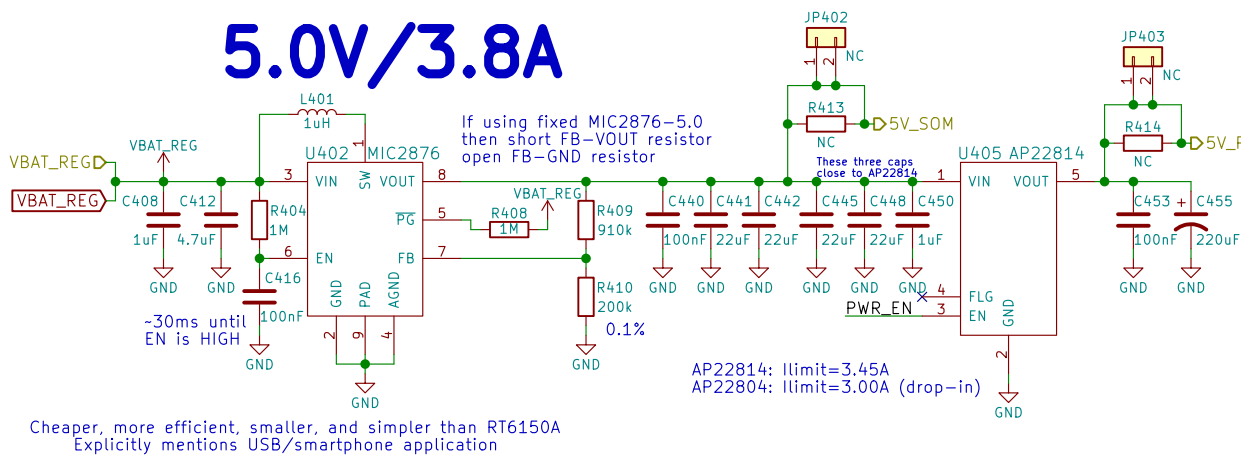 5.0V/3.8A
JP402
1
2
NC
JP403
1
2
NC
L401
1uH
If using fixed MIC2876-5.0
then short FB-VOUT resistor
open FB-GND resistor
R413
NC
5V_SOM
R414
NC
5V_F
VBAT_REG
VBAT_REG
VBAT_REG
U402
MIC2876
1
3
VIN
SW
VOUT
8
PG
5
6
EN
FB
7
GND
PAD
AGND
2
9
4
GND
C408
1uF
GND
C412
4.7uF
GND
R404
1M
C416
100nF
GND
~30ms until
EN is HIGH
VBAT_REG
R408
1M
R409
910k
R410
200k
0.1%
GND
These three caps
close to AP22814
C440
100nF
GND
C441
22uF
GND
C442
22uF
GND
C445
22uF
GND
C448
22uF
GND
C450
1uF
GND
U405
AP22814
1
VIN
VOUT
5
4
FLG
PWR_EN
3
EN
GND
2
GND
C453
100nF
GND
C455
+
220uF
GND
AP22814: Ilimit=3.45A
AP22804: Ilimit=3.00A (drop-in)
Cheaper, more efficient, smaller, and simpler than RT6150A
Explicitly mentions USB/smartphone application